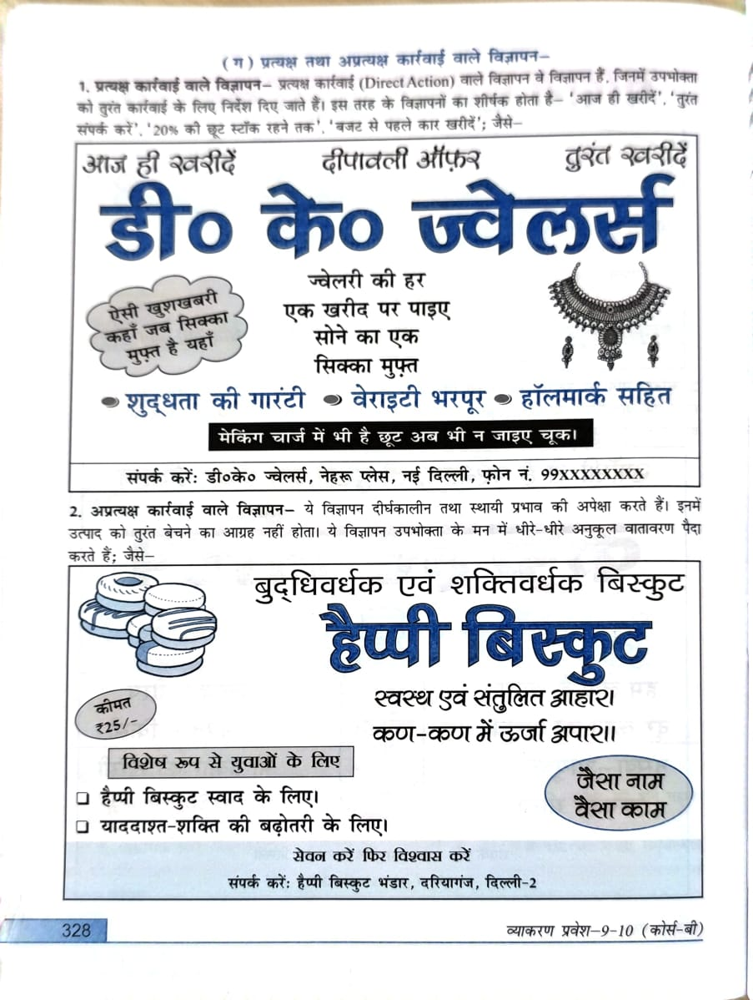 (ग) प्रत्यक्ष तथा अप्रत्यक्ष कार्रवाई वाले विज्ञापन–
1. प्रत्यक्ष कार्रवाई वाले विज्ञापन– प्रत्यक्ष कार्रवाई (Direct Action) वाले विज्ञापन वे विज्ञापन हैं, जिनमें उपभोक्ता
को तुरंत कार्रवाई के लिए निर्देश दिए जाते हैं। इस तरह के विज्ञापनों का शीर्षक होता है– 'आज ही खरीदें', 'तुरंत
संपर्क करें', '20% की छूट स्टॉक रहने तक', 'बजट से पहले कार खरीदें'; जैसे–
आज ही खरीदें दीपावली ऑफ़र तुरंत खरीदें
डी० के० ज्वेलर्स
ऐसी खुशखबरी
कहाँ जब सिक्का
मुफ़्त है यहाँ
ज्वेलरी की हर
एक खरीद पर पाइए
सोने का एक
सिक्का मुफ़्त
शुद्धता की गारंटी वेराइटी भरपूर हॉलमार्क सहित
मेकिंग चार्ज में भी है छूट अब भी न जाइए चूक।
संपर्क करें: डी०के० ज्वेलर्स, नेहरू प्लेस, नई दिल्ली, फ़ोन नं. 99XXXXXXXX
2. अप्रत्यक्ष कार्रवाई वाले विज्ञापन– ये विज्ञापन दीर्घकालीन तथा स्थायी प्रभाव की अपेक्षा करते हैं। इनमें
उत्पाद को तुरंत बेचने का आग्रह नहीं होता। ये विज्ञापन उपभोक्ता के मन में धीरे-धीरे अनुकूल वातावरण पैदा
करते हैं; जैसे–
बुद्धिवर्धक एवं शक्तिवर्धक बिस्कुट
हैप्पी बिस्कुट
स्वस्थ एवं संतुलित आहार।
कण-कण में ऊर्जा अपार॥
कीमत
₹25/-
विशेष रूप से युवाओं के लिए
हैप्पी बिस्कुट स्वाद के लिए।
याददाश्त-शक्ति की बढ़ोतरी के लिए।
जैसा नाम
वैसा काम
सेवन करें फिर विश्वास करें
संपर्क करें: हैप्पी बिस्कुट भंडार, दरियागंज, दिल्ली-2
328 व्याकरण प्रवेश–9-10 (कोर्स-बी)